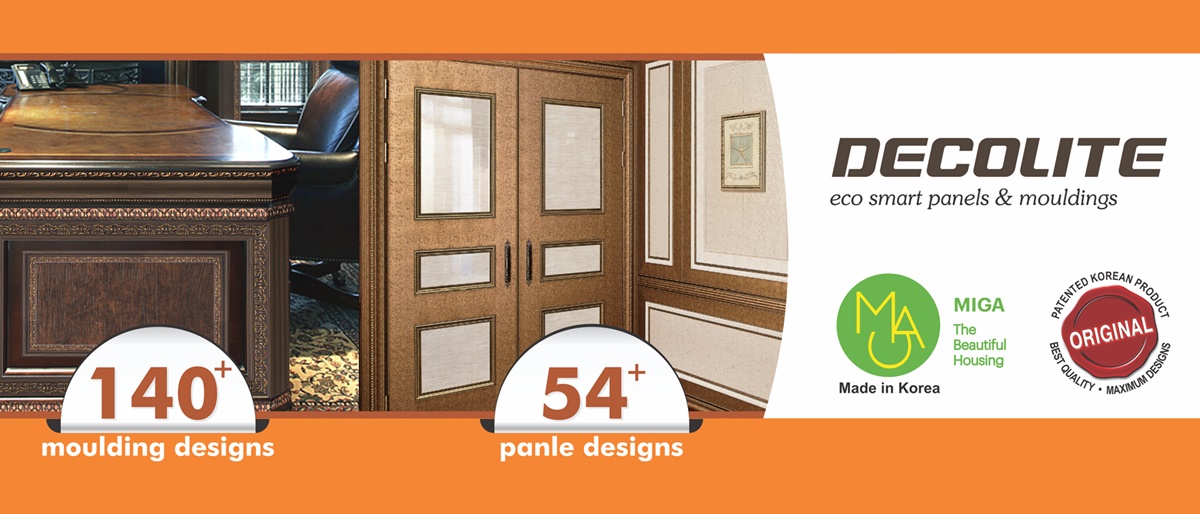 DECOLITE
eco smart panels & mouldings
MIGA
MIGA
The
Beautiful
Housing
Made in Korea
PATENTED KOREAN PRODUCT
ORIGINAL
BEST QUALITY • MAXIMUM DESIGNS
140+
moulding designs
54+
panle designs